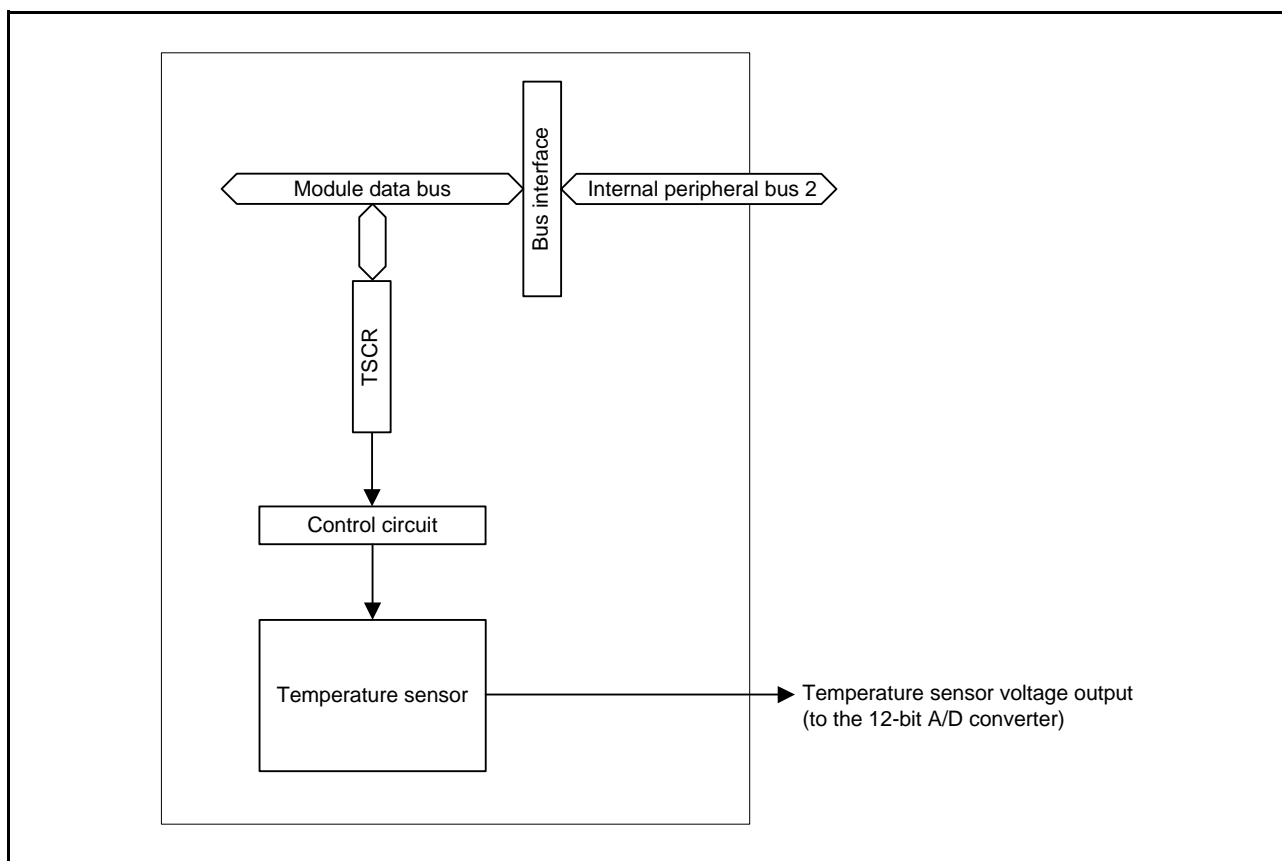 Bus interface
Module data bus
Internal peripheral bus 2
TSCR
Control circuit
Temperature sensor
Temperature sensor voltage output
(to the 12-bit A/D converter)